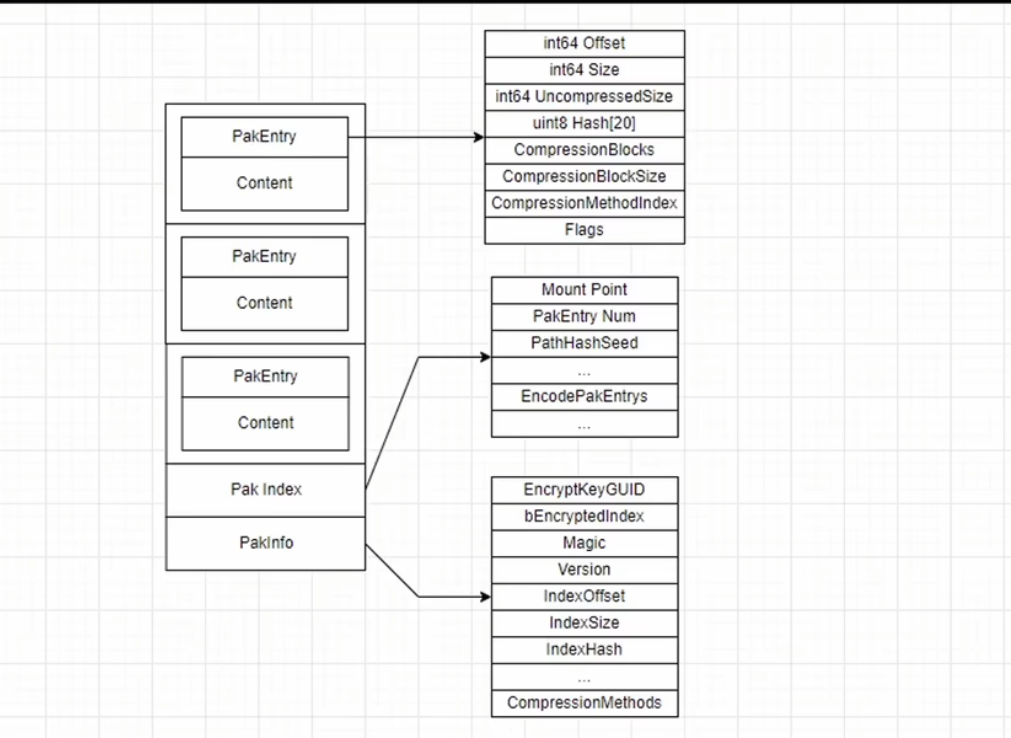 PakEntry
Content
PakEntry
Content
PakEntry
Content
Pak Index
PakInfo
int64 Offset
int64 Size
int64 UncompressedSize
uint8 Hash[20]
CompressionBlocks
CompressionBlockSize
CompressionMethodIndex
Flags
Mount Point
PakEntry Num
PathHashSeed
...
EncodePakEntrys
...
EncryptKeyGUID
bEncryptedIndex
Magic
Version
IndexOffset
IndexSize
IndexHash
...
CompressionMethods